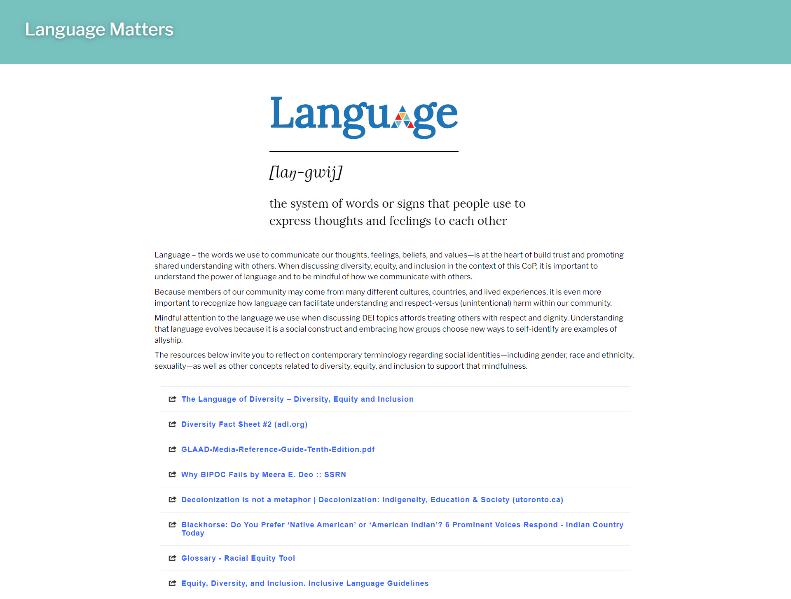 Language Matters
Language
[laŋ-gwij]
the system of words or signs that people use to
express thoughts and feelings to each other
Language – the words we use to communicate our thoughts, feelings, beliefs, and values—is at the heart of build trust and promoting
shared understanding with others. When discussing diversity, equity, and inclusion in the context of this CoP, it is important to
understand the power of language and to be mindful of how we communicate with others.
Because members of our community may come from many different cultures, countries, and lived experiences, it is even more
important to recognize how language can facilitate understanding and respect-versus (unintentional) harm within our community.
Mindful attention to the language we use when discussing DEI topics affords treating others with respect and dignity. Understanding
that language evolves because it is a social construct and embracing how groups choose new ways to self-identify are examples of
allyship.
The resources below invite you to reflect on contemporary terminology regarding social identities—including gender, race and ethnicity,
sexuality—as well as other concepts related to diversity, equity, and inclusion to support that mindfulness.
The Language of Diversity – Diversity, Equity and Inclusion
Diversity Fact Sheet #2 (adl.org)
GLAAD-Media-Reference-Guide-Tenth-Edition.pdf
Why BIPOC Fails by Meera E. Deo :: SSRN
Decolonization is not a metaphor | Decolonization: Indigeneity, Education & Society (utoronto.ca)
Blackhorse: Do You Prefer ‘Native American’ or ‘American Indian’? 6 Prominent Voices Respond - Indian Country
Today
Glossary - Racial Equity Tool
Equity, Diversity, and Inclusion. Inclusive Language Guidelines